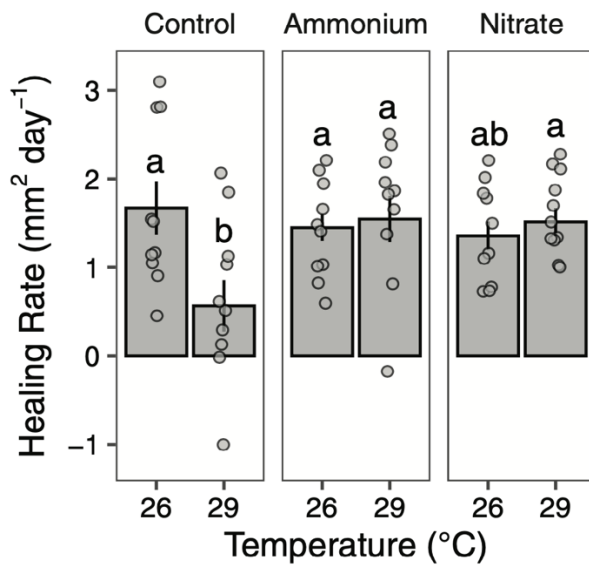 Control Ammonium Nitrate
Healing Rate (mm² day⁻¹)
3
2
1
0
−1
a
b
a
a
ab
a
26 29 26 29 26 29
Temperature (°C)